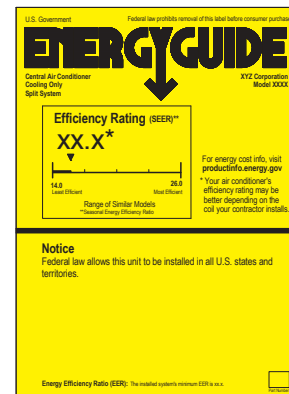 U.S. Government
Federal law prohibits removal of this label before consumer purchase
ENERGYGUIDE
Central Air Conditioner
Cooling Only
Split System
XYZ Corporation
Model XXXX
Efficiency Rating (SEER)**
XX.X*
14.0
Least Efficient
26.0
Most Efficient
Range of Similar Models
**Seasonal Energy Efficiency Ratio
For energy cost info, visit
productinfo.energy.gov
* Your air conditioner's
efficiency rating may be
better depending on the
coil your contractor installs.
Notice
Federal law allows this unit to be installed in all U.S. states and
territories.
Energy Efficiency Ratio (EER): The installed system's minimum EER is xx.x.
Part Number